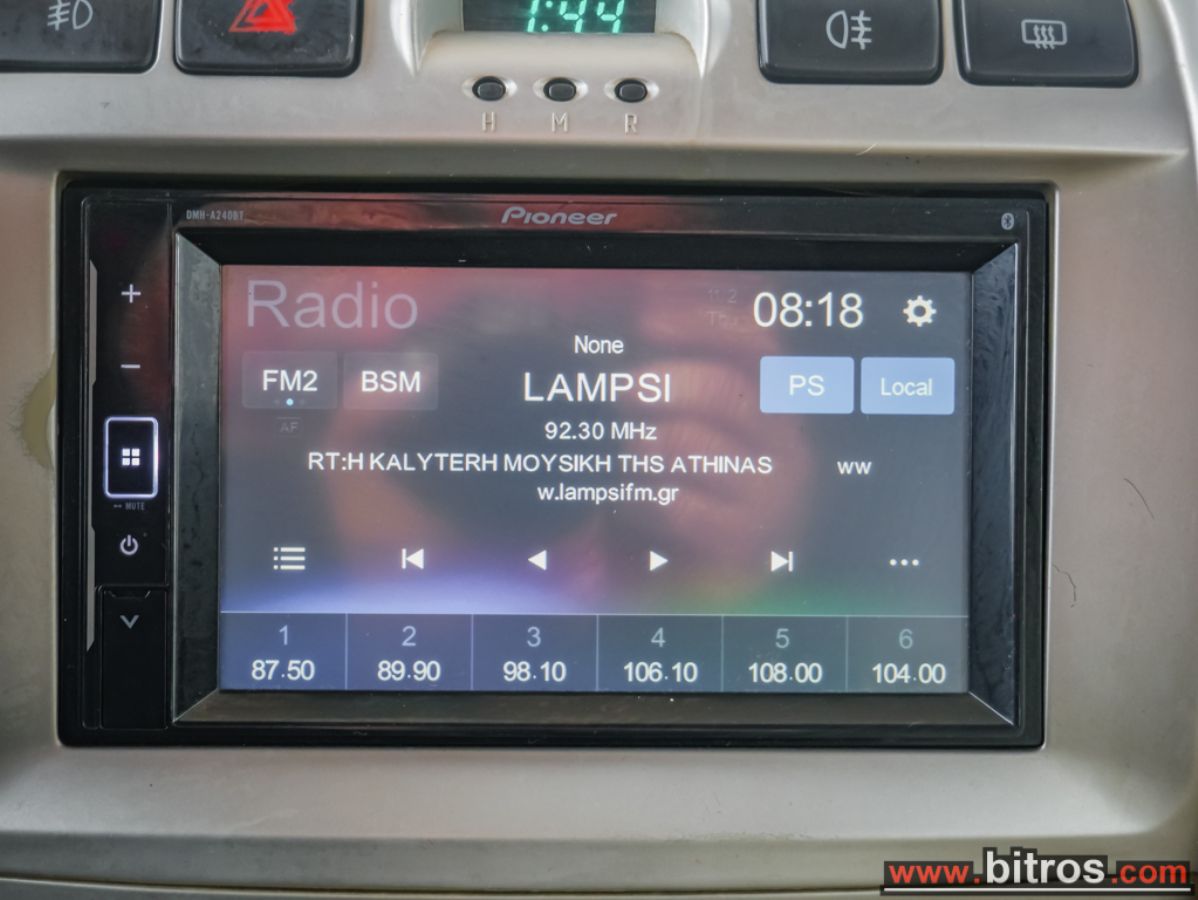 1:44
H M R
DMH-A240BT
Pioneer
Radio
08:18
None
FM2 BSM
LAMPSI
PS Local
AF
92.30 MHz
RT:H KALYTERH MOYSIKH THS ATHINAS ww
w.lampsifm.gr
MUTE
1 2 3 4 5 6
87.50 89.90 98.10 106.10 108.00 104.00
www.bitros.com